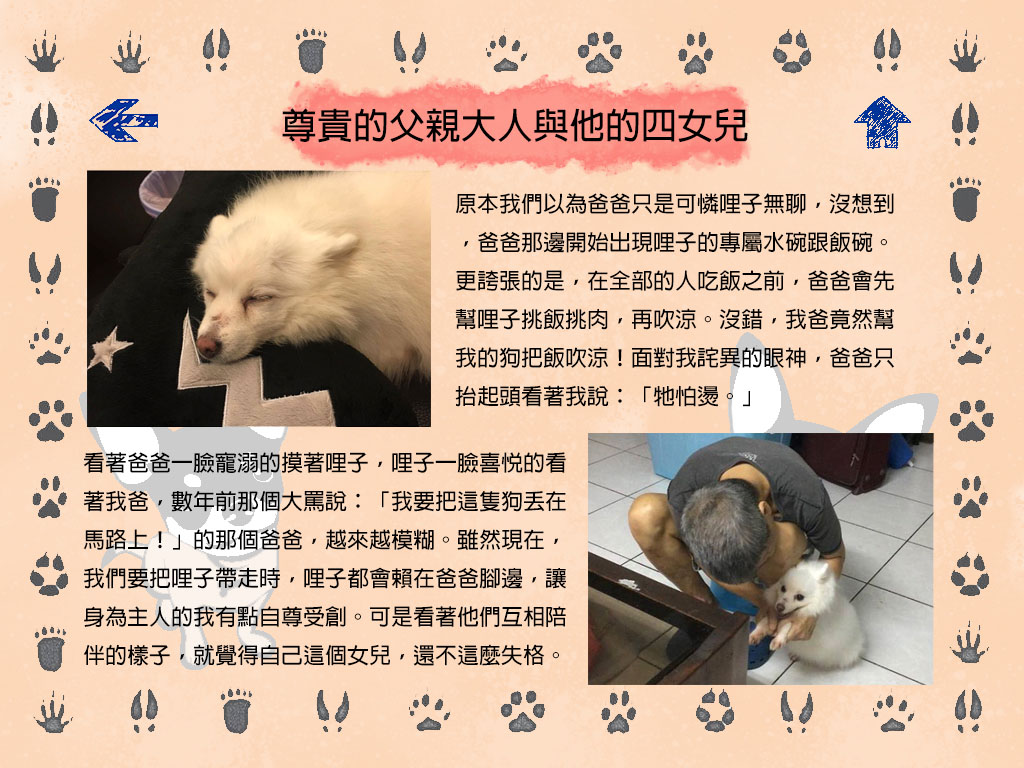 尊貴的父親大人與他的四女兒
原本我們以為爸爸只是可憐哩子無聊，沒想到
，爸爸那邊開始出現哩子的專屬水碗跟飯碗。
更誇張的是，在全部的人吃飯之前，爸爸會先
幫哩子挑飯挑肉，再吹涼。沒錯，我爸竟然幫
我的狗把飯吹涼！面對我詫異的眼神，爸爸只
抬起頭看著我說：「牠怕燙。」
看著爸爸一臉寵溺的摸著哩子，哩子一臉喜悅的看
著我爸，數年前那個大罵說：「我要把這隻狗丟在
馬路上！」的那個爸爸，越來越模糊。雖然現在，
我們要把哩子帶走時，哩子都會賴在爸爸腳邊，讓
身為主人的我有點自尊受創。可是看著他們互相陪
伴的樣子，就覺得自己這個女兒，還不這麼失格。